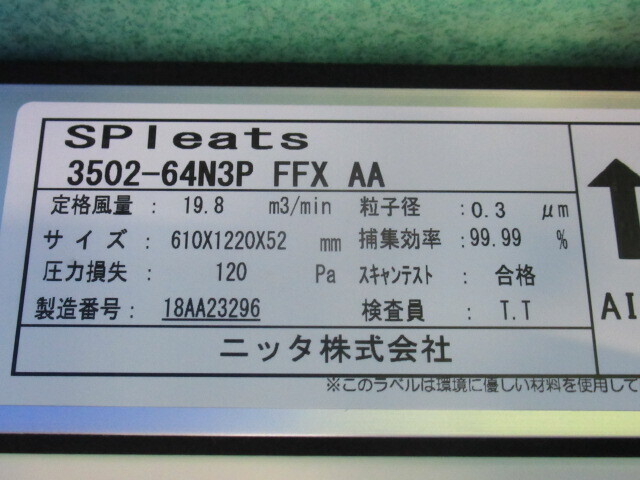 SPleats
3502-64N3P FFX AA
定格風量 : 19.8 m3/min 粒子径 : 0.3 μm
サイズ : 610X1220X52 mm 捕集効率 : 99.99 %
圧力損失 : 120 Pa スキャンテスト : 合格
製造番号 : 18AA23296 検査員 : T.T
AI
ニッタ株式会社
※このラベルは環境に優しい材料を使用して